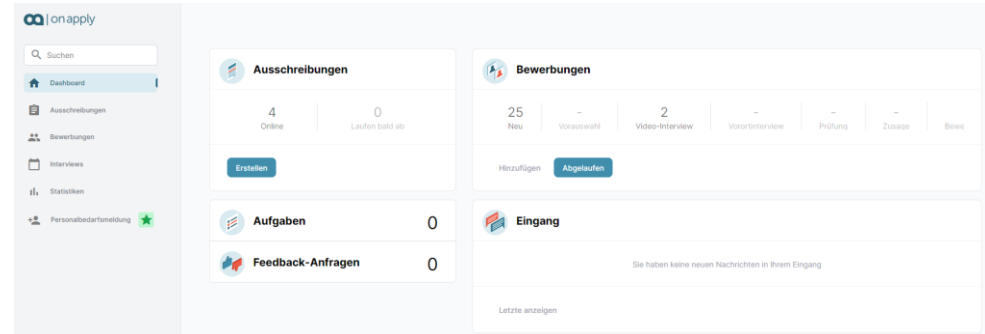 on apply
Suchen
Dashboard
Ausschreibungen
Bewerbungen
Interviews
Statistiken
Personalbedarfsmeldung
Ausschreibungen
4 0
Online Laufen bald ab
Erstellen
Bewerbungen
25 - 2 - - -
Neu Vorauswahl Video-Interview Vorortinterview Prüfung Zusage Bewe
Hinzufügen Abgelaufen
Aufgaben 0
Feedback-Anfragen 0
Eingang
Sie haben keine neuen Nachrichten in Ihrem Eingang
Letzte anzeigen